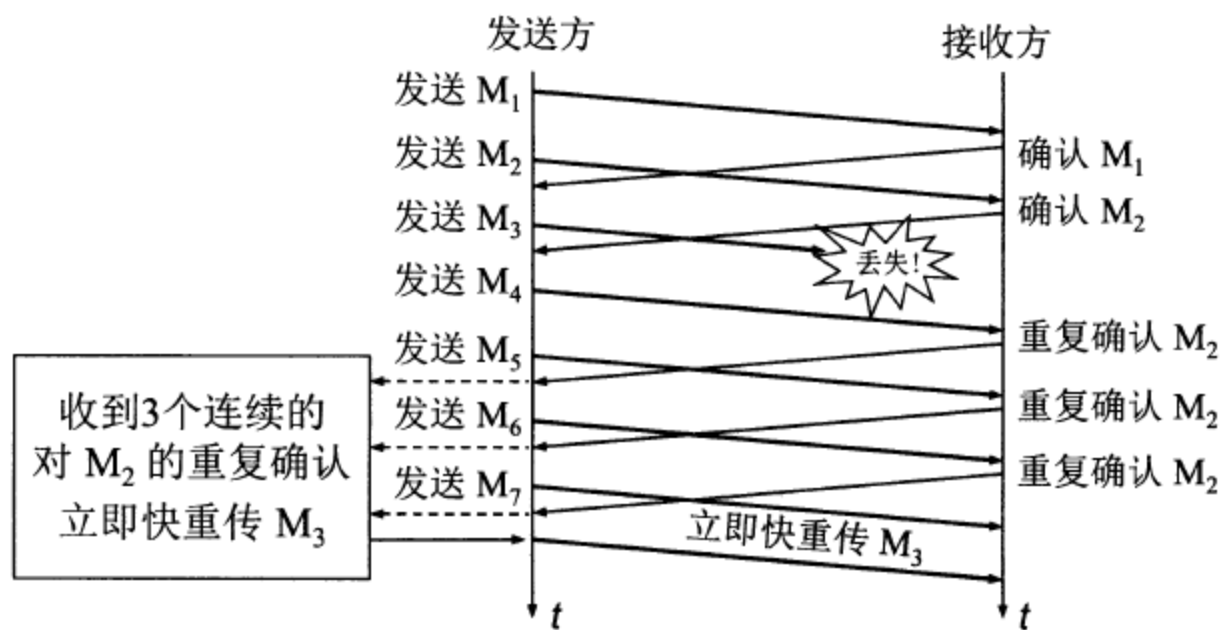 发送方
接收方
发送 M₁
发送 M₂
确认 M₁
发送 M₃
确认 M₂
丢失!
发送 M₄
重复确认 M₂
发送 M₅
收到3个连续的
对 M₂ 的重复确认
立即快重传 M₃
发送 M₆
重复确认 M₂
发送 M₇
重复确认 M₂
立即快重传 M₃
t
t